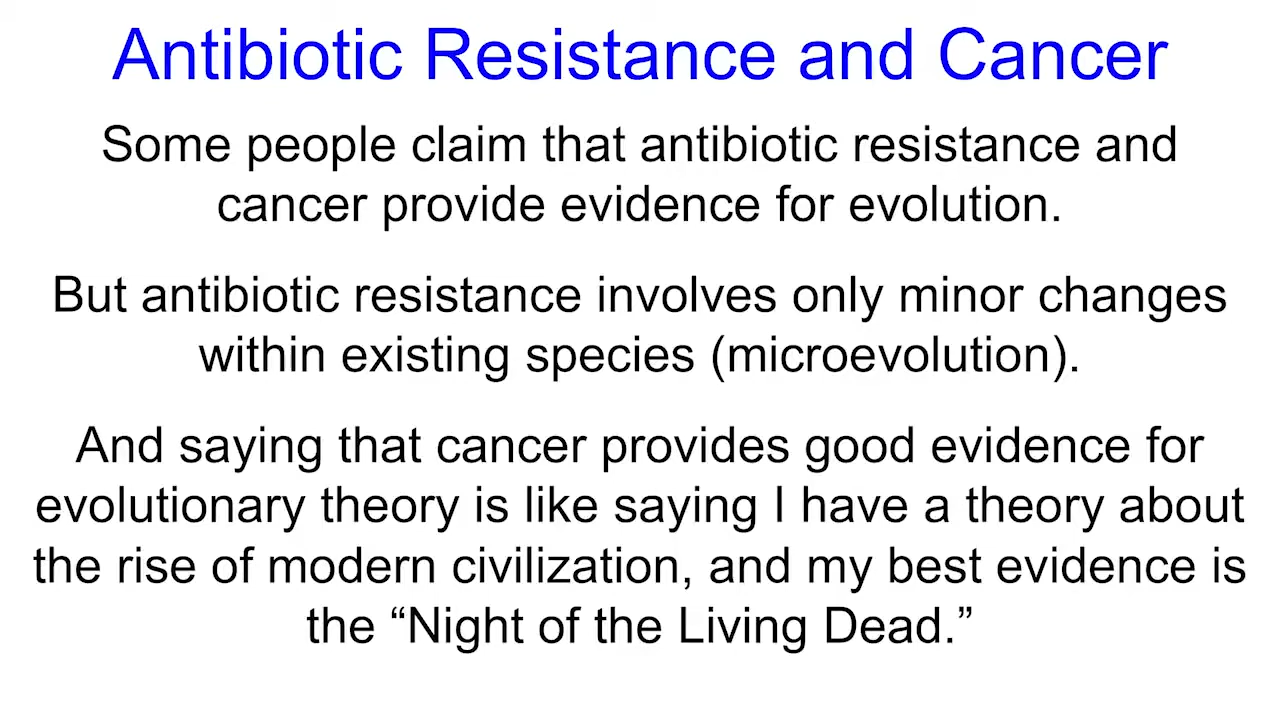 Antibiotic Resistance and Cancer
Some people claim that antibiotic resistance and
cancer provide evidence for evolution.
But antibiotic resistance involves only minor changes
within existing species (microevolution).
And saying that cancer provides good evidence for
evolutionary theory is like saying I have a theory about
the rise of modern civilization, and my best evidence is
the “Night of the Living Dead.”